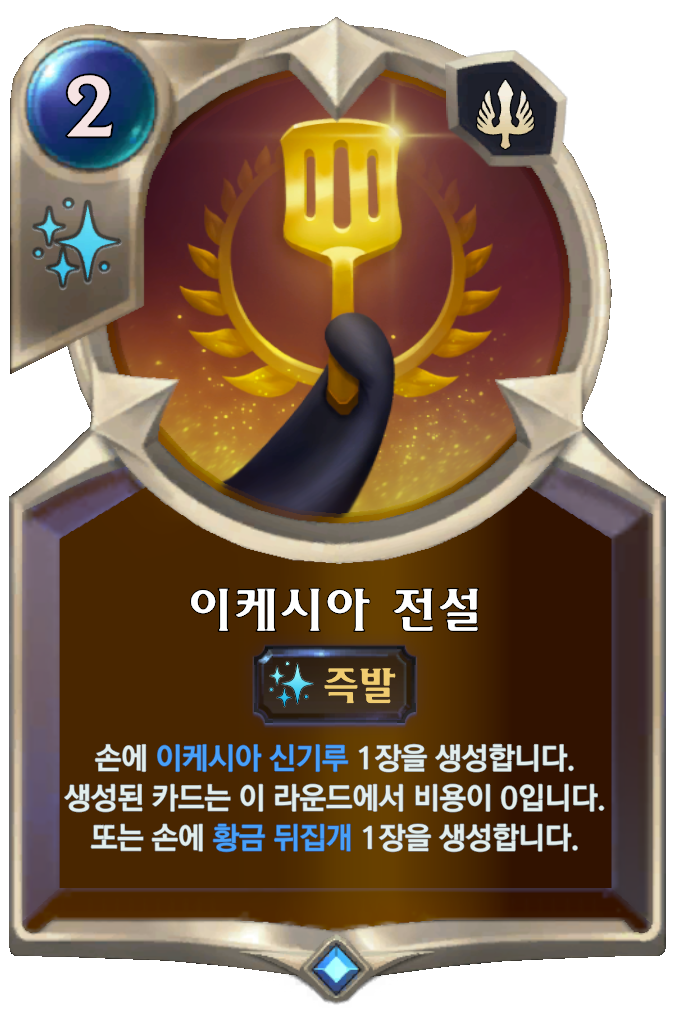 2
이케시아 전설
즉발
손에 이케시아 신기루 1장을 생성합니다.
생성된 카드는 이 라운드에서 비용이 0입니다.
또는 손에 황금 뒤집개 1장을 생성합니다.